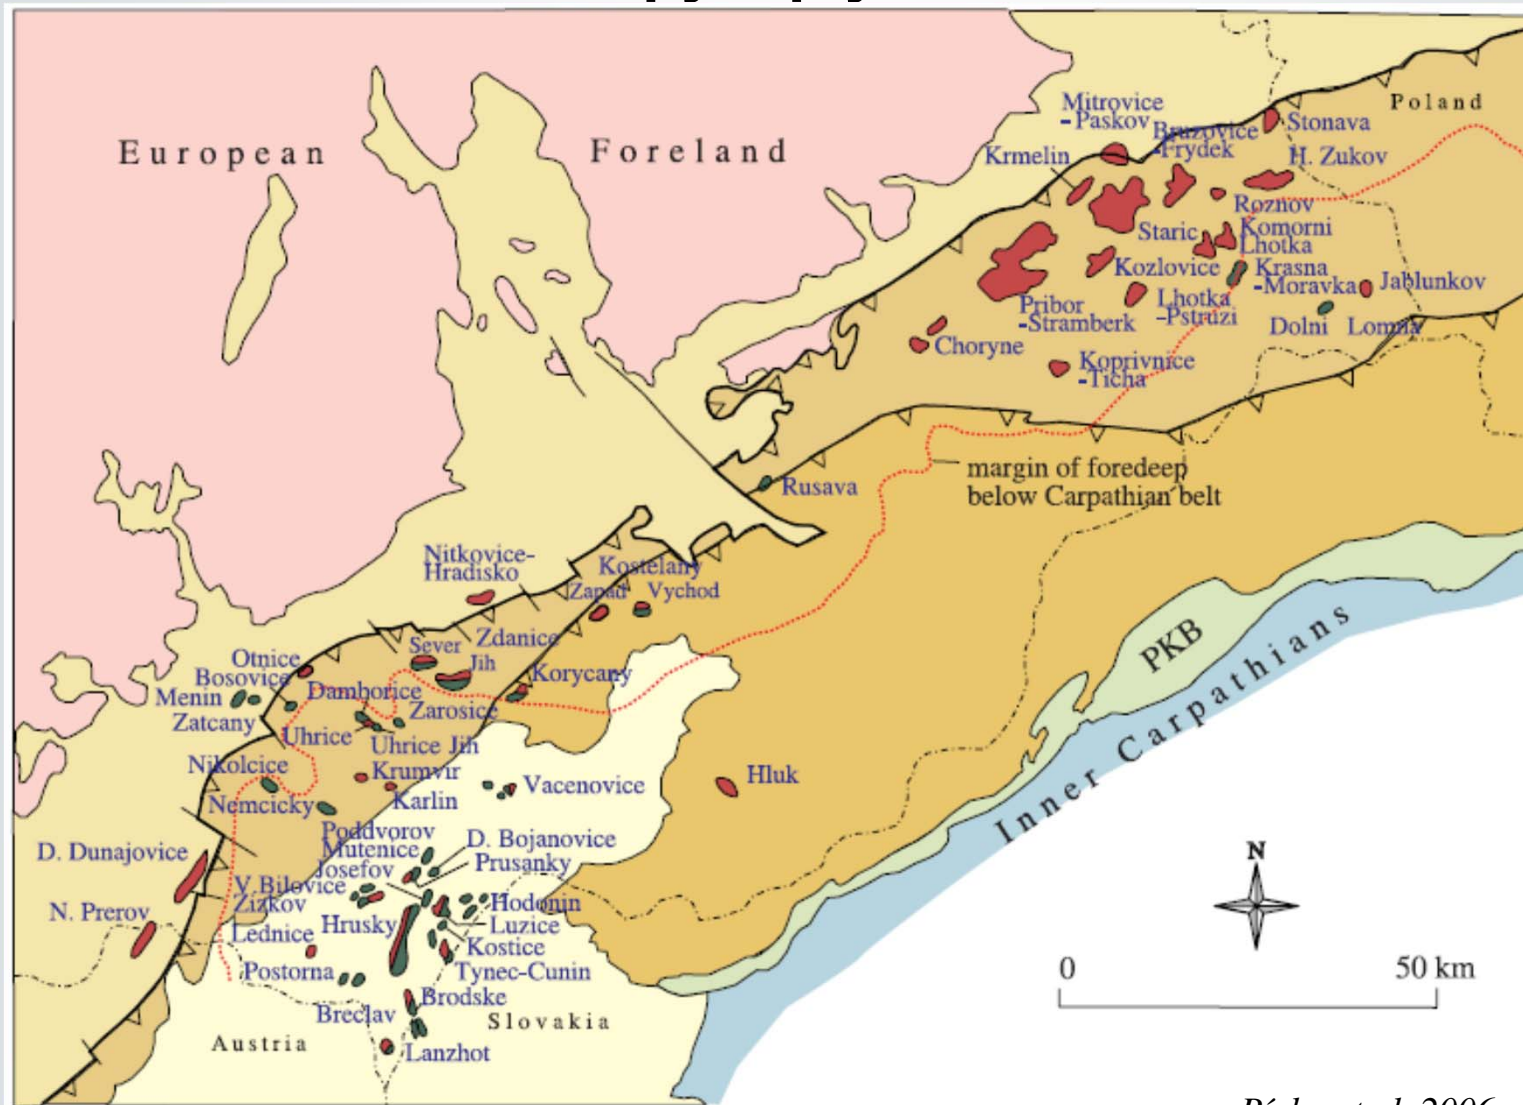 European
Foreland
Poland
Mitrovice
-Paskov
Bruzovice
-Frydek
Stonava
Krmelin
H. Zukov
Roznov
Staric
Komorni
Lhotka
Kozlovice
Krasna
-Moravka
Jablunkov
Pribor
-Stramberk
Lhotka
-Pstruzi
Dolni Lomna
Choryne
Koprivnice
-Ticha
margin of foredeep
below Carpathian belt
Rusava
Nitkovice-
Hradisko
Kostelany
Zapad Vychod
Sever
Zdanice
Jih
Otnice
Bosovice
Menin
Zatcany
Damborice
Korycany
Zarosice
Uhrice
Uhrice Jih
Nikolcice
Krumvir
Nemcicky
Karlin
Vacenovice
Hluk
PKB
Inner Carpathians
Poddvorov
Mutenice
Josefov
D. Bojanovice
Prusanky
D. Dunajovice
V. Bilovice
Zizkov
N. Prerov
Lednice
Hrusky
Hodonin
Luzice
Kostice
Postorna
Tynec-Cunin
Brodske
Breclav
Slovakia
Austria
Lanzhot
N
0 50 km